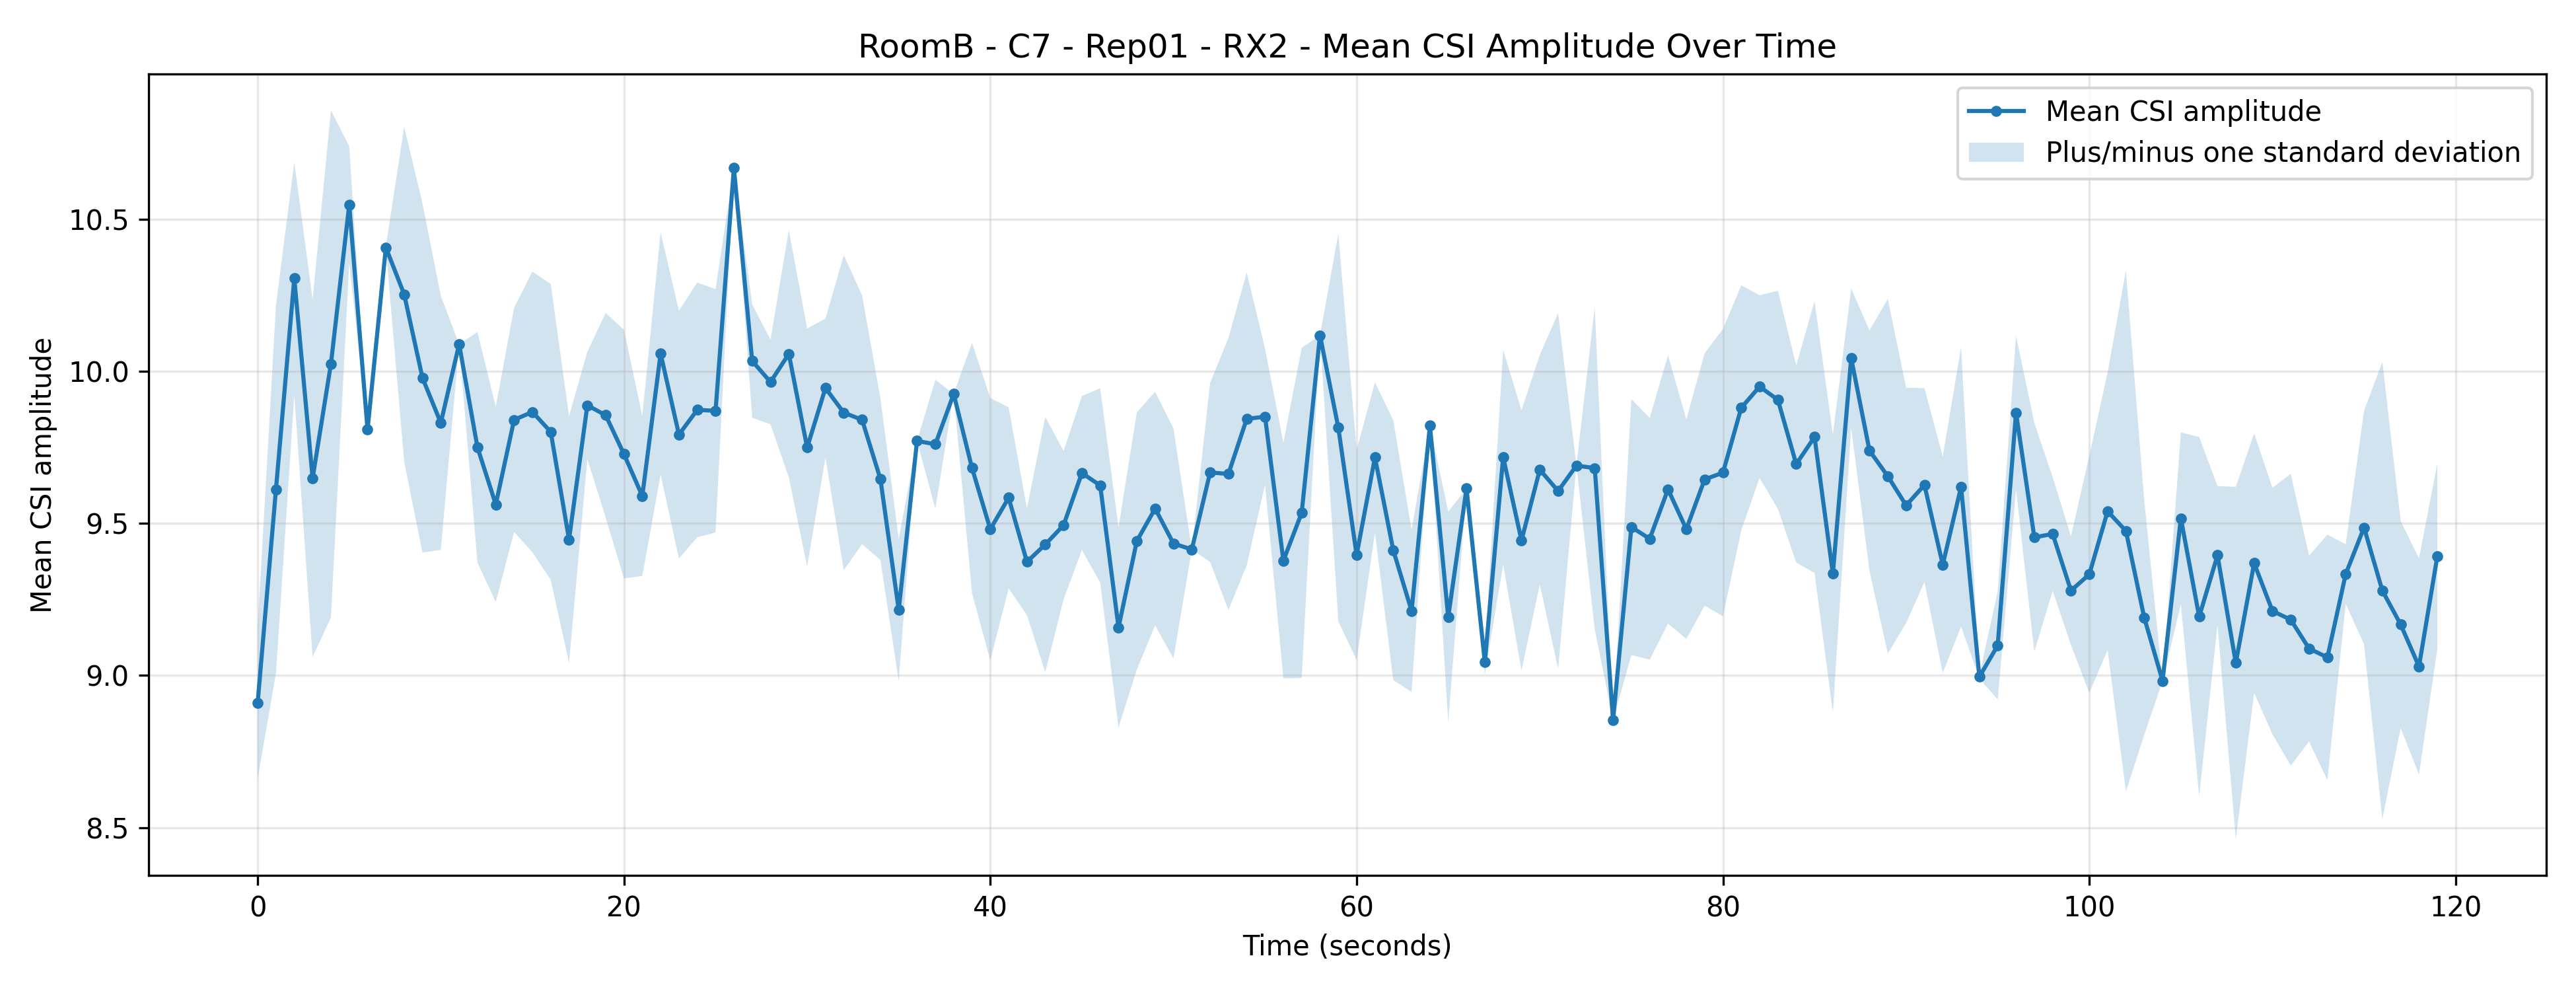 RoomB - C7 - Rep01 - RX2 - Mean CSI Amplitude Over Time
Mean CSI amplitude
Plus/minus one standard deviation
Mean CSI amplitude
10.5
10.0
9.5
9.0
8.5
0 20 40 60 80 100 120
Time (seconds)